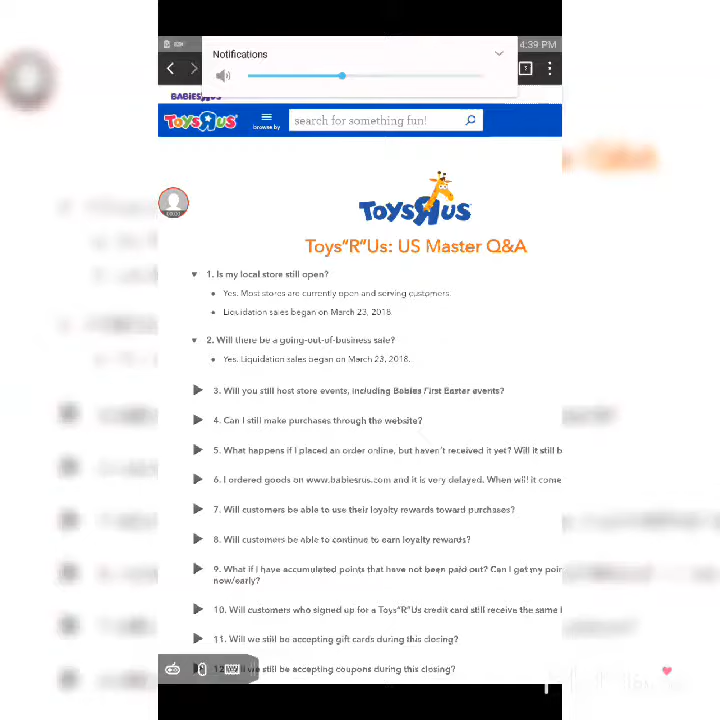 Notifications
4:39 PM
BABIES"R"US
3
TOYS"R"US
browse by
search for something fun!
00:00
TOYS"R"US
Toys“R”Us: US Master Q&A
1. Is my local store still open?
Yes. Most stores are currently open and serving customers.
Liquidation sales began on March 23, 2018.
2. Will there be a going-out-of-business sale?
Yes. Liquidation sales began on March 23, 2018.
3. Will you still host store events, including Babies First Easter events?
4. Can I still make purchases through the website?
5. What happens if I placed an order online, but haven't received it yet? Will it still b
6. I ordered goods on www.babiesrus.com and it is very delayed. When will it come
7. Will customers be able to use their loyalty rewards toward purchases?
8. Will customers be able to continue to earn loyalty rewards?
9. What if I have accumulated points that have not been paid out? Can I get my poi
now/early?
10. Will customers who signed up for a Toys"R"Us credit card still receive the same
11. Will we still be accepting gift cards during this closing?
12. Will we still be accepting coupons during this closing?